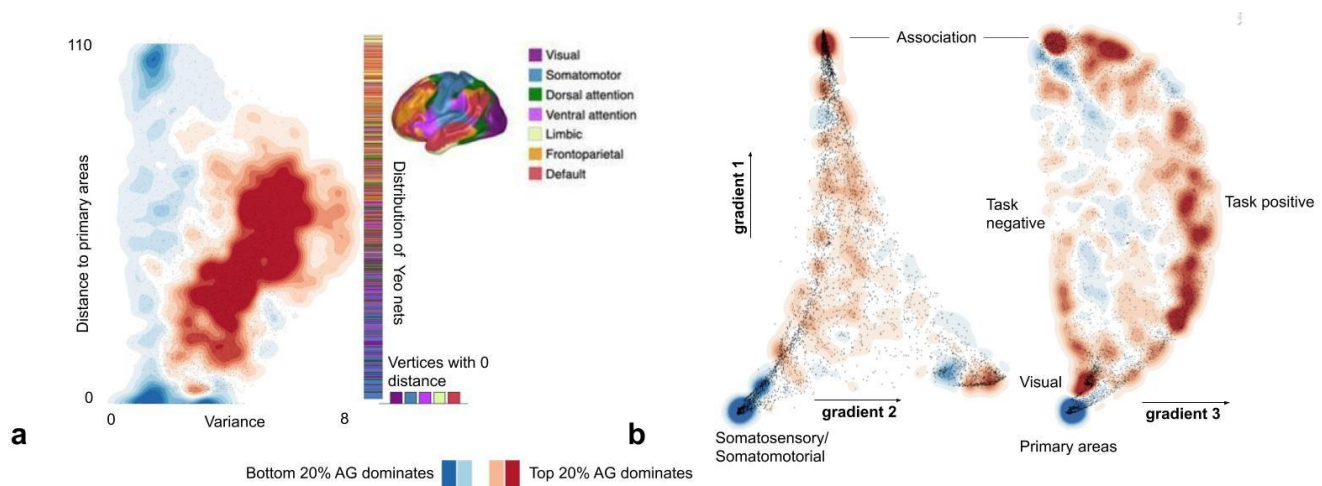 110
Distance to primary areas
0
0
Variance
8
a
Distribution of Yeo nets
Vertices with 0
distance
Visual
Somatomotor
Dorsal attention
Ventral attention
Limbic
Frontoparietal
Default
Bottom 20% AG dominates
Top 20% AG dominates
Association
gradient 1
Task
negative
Task positive
Visual
gradient 2
gradient 3
b
Somatosensory/
Somatomotorial
Primary areas